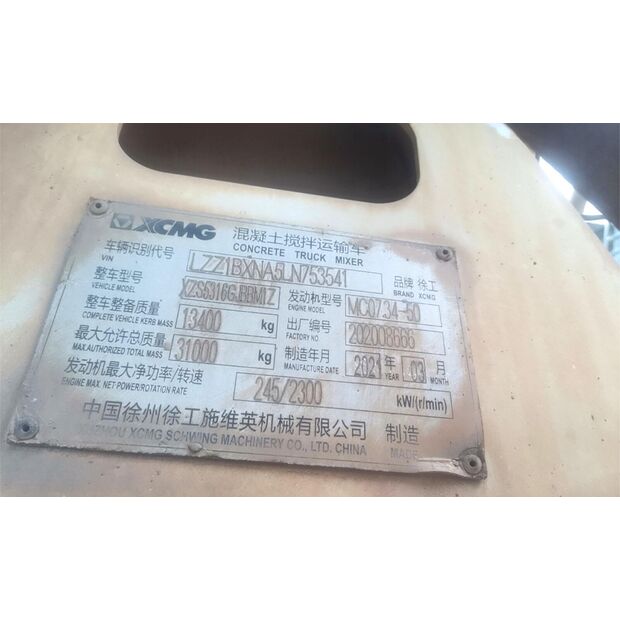 XCMG 混凝土搅拌运输车
CONCRETE TRUCK MIXER
车辆识别代号 LZZ1BXNA5LN753541 品牌 徐工
VIN BRAND XCMG
整车型号 XZS5316GJBBM1Z 发动机型号 MC07.34-50
VEHICLE MODEL ENGINE MODEL
整车整备质量 13400 kg 出厂编号 202008666
COMPLETE VEHICLE KERB MASS FACTORY NO
最大允许总质量 31000 kg 制造年月 2021 年 03 月
MAX.AUTHORIZED TOTAL MASS MANUFACTURE DATE YEAR MONTH
发动机最大净功率/转速 245/2300 kW/(r/min)
ENGINE MAX. NET POWER/ROTATION RATE
中国徐州徐工施维英机械有限公司 制造
XUZHOU XCMG SCHWING MACHINERY CO., LTD. CHINA MADE